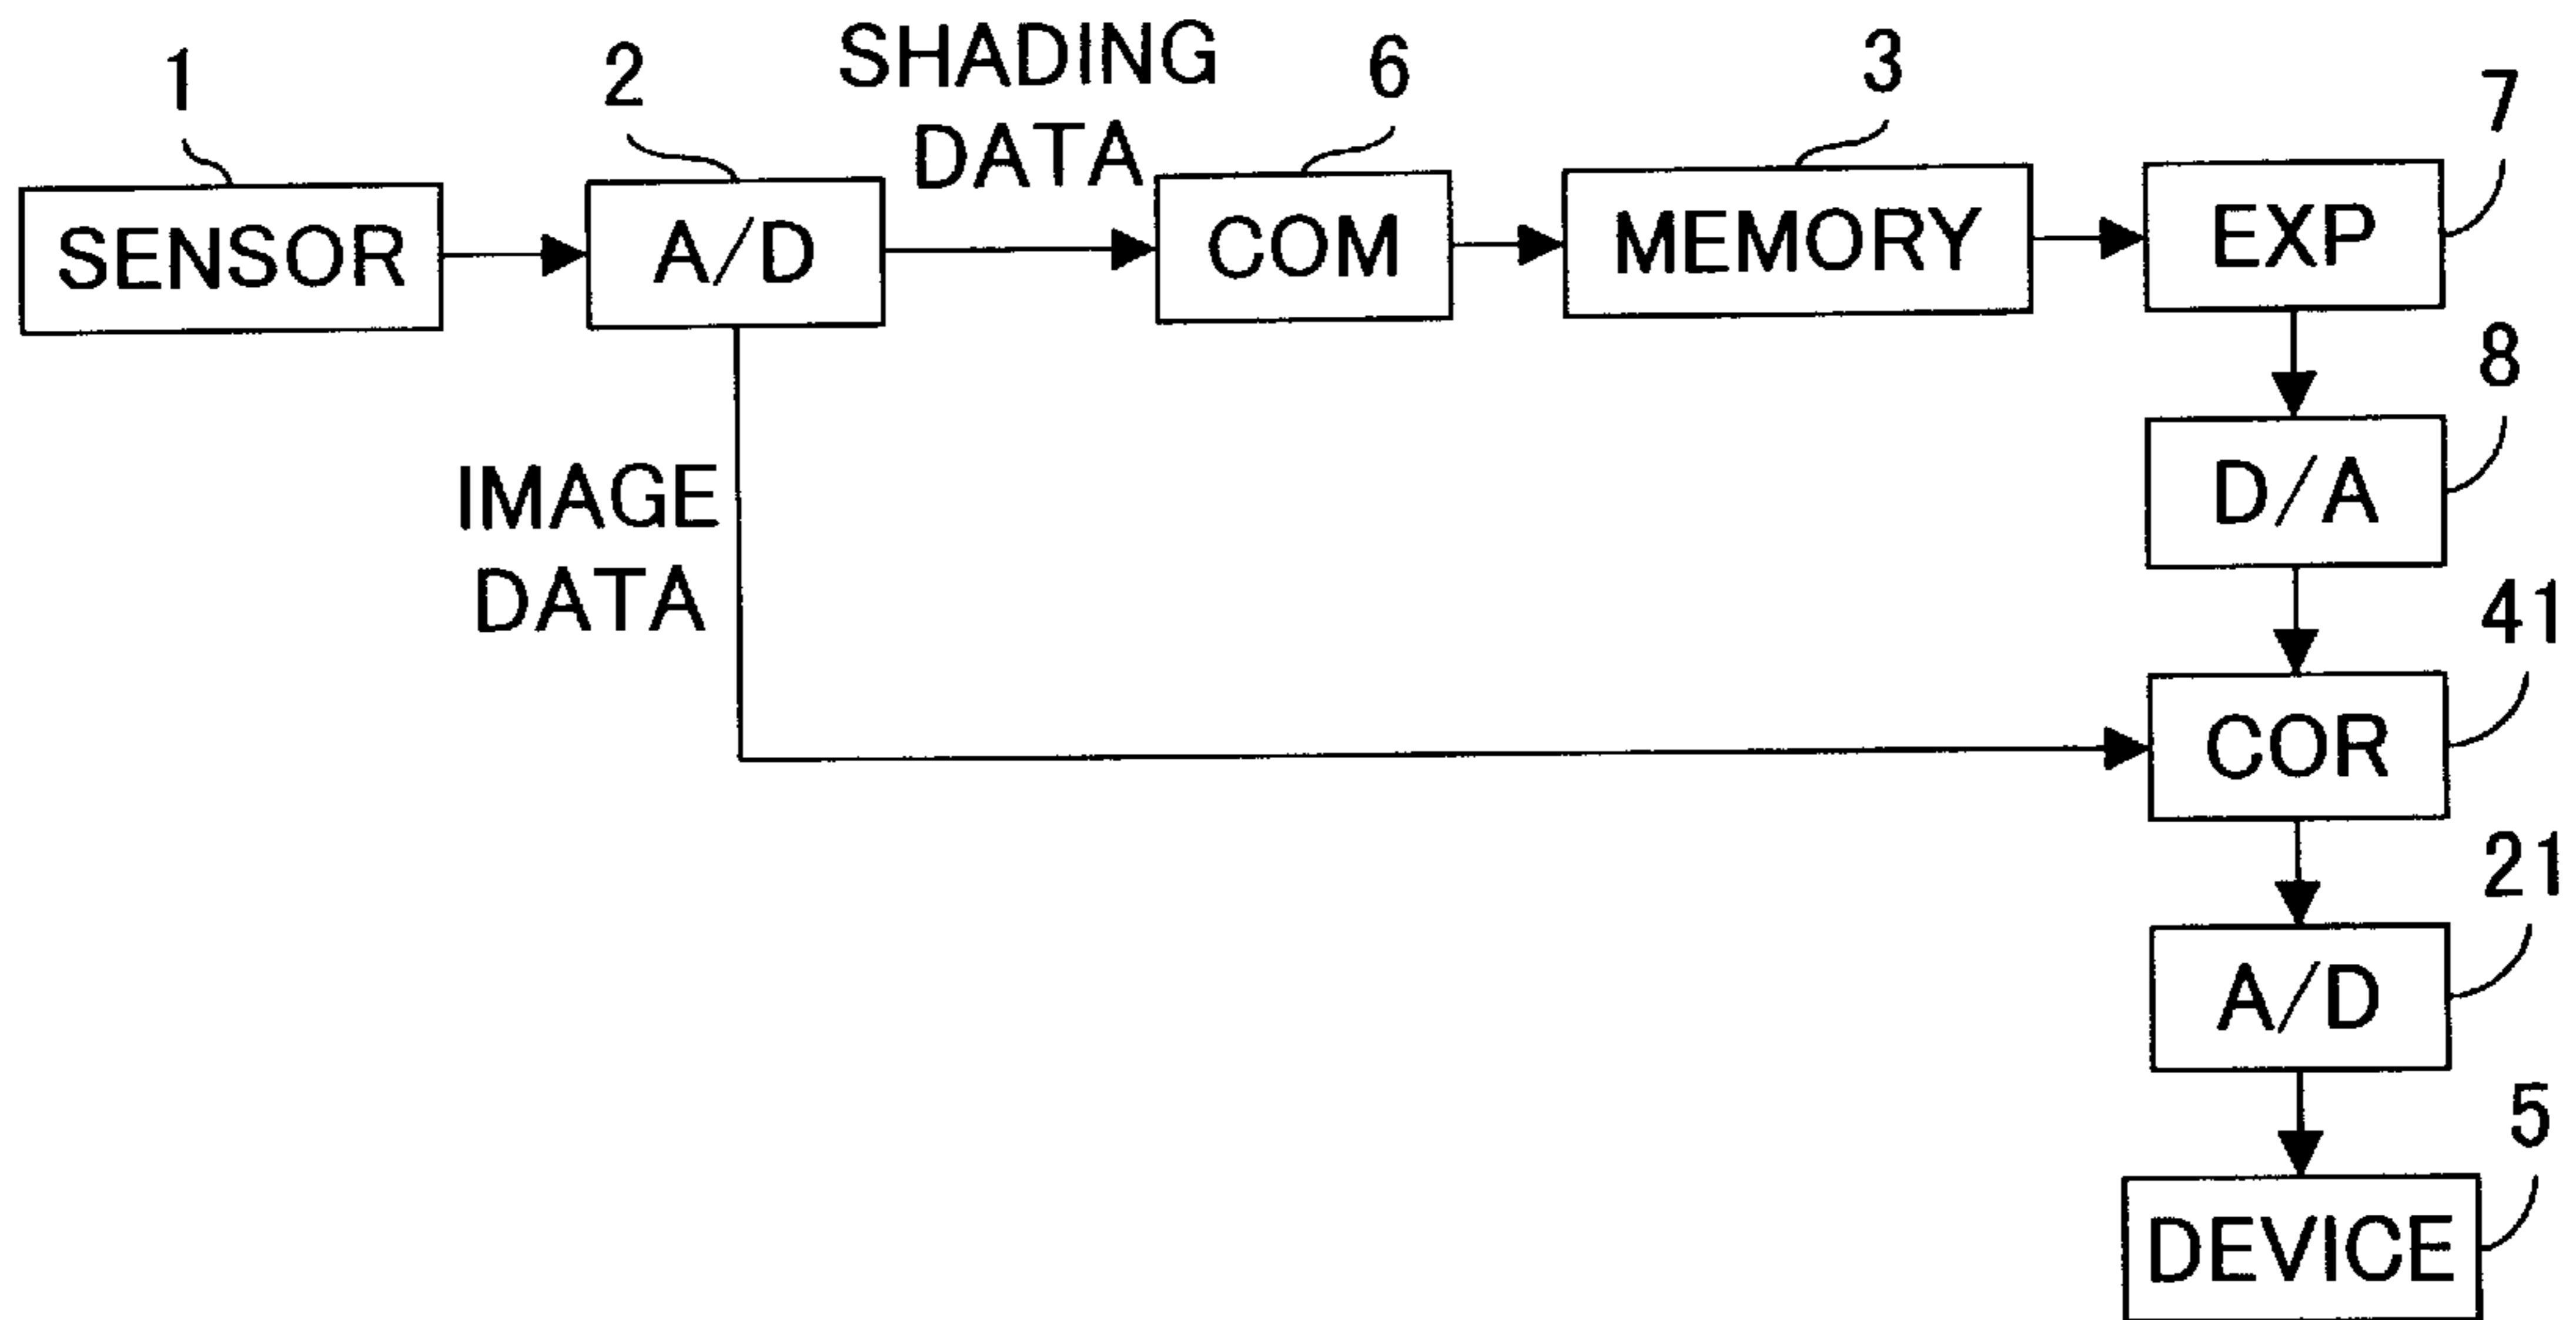 1
2
SHADING
DATA
6
3
7
SENSOR
A/D
COM
MEMORY
EXP
8
D/A
IMAGE
DATA
41
COR
21
A/D
5
DEVICE